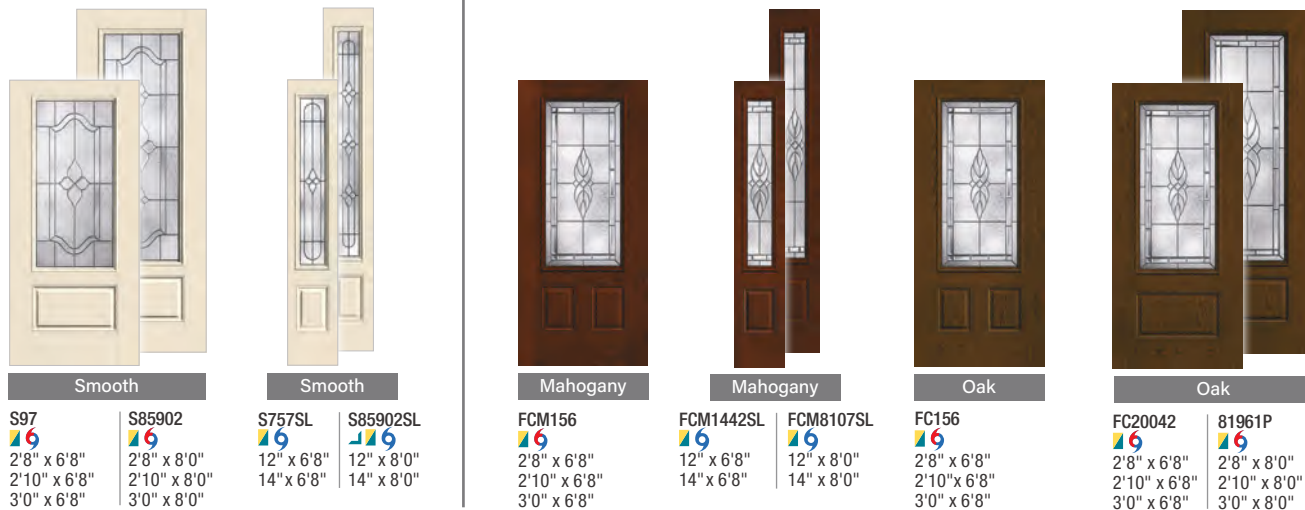 Smooth
S97
2'8" x 6'8"
2'10" x 6'8"
3'0" x 6'8"
S85902
2'8" x 8'0"
2'10" x 8'0"
3'0" x 8'0"
Smooth
S757SL
12" x 6'8"
14"x 6'8"
S85902SL
12" x 8'0"
14" x 8'0"
Mahogany
FCM156
2'8" x 6'8"
2'10" x 6'8"
3'0" x 6'8"
Mahogany
FCM1442SL
12" x 6'8"
14"x 6'8"
FCM8107SL
12" x 8'0"
14" x 8'0"
Oak
FC156
2'8" x 6'8"
2'10"x 6'8"
3'0" x 6'8"
Oak
FC20042
2'8" x 6'8"
2'10" x 6'8"
3'0" x 6'8"
81961P
2'8" x 8'0"
2'10" x 8'0"
3'0" x 8'0"